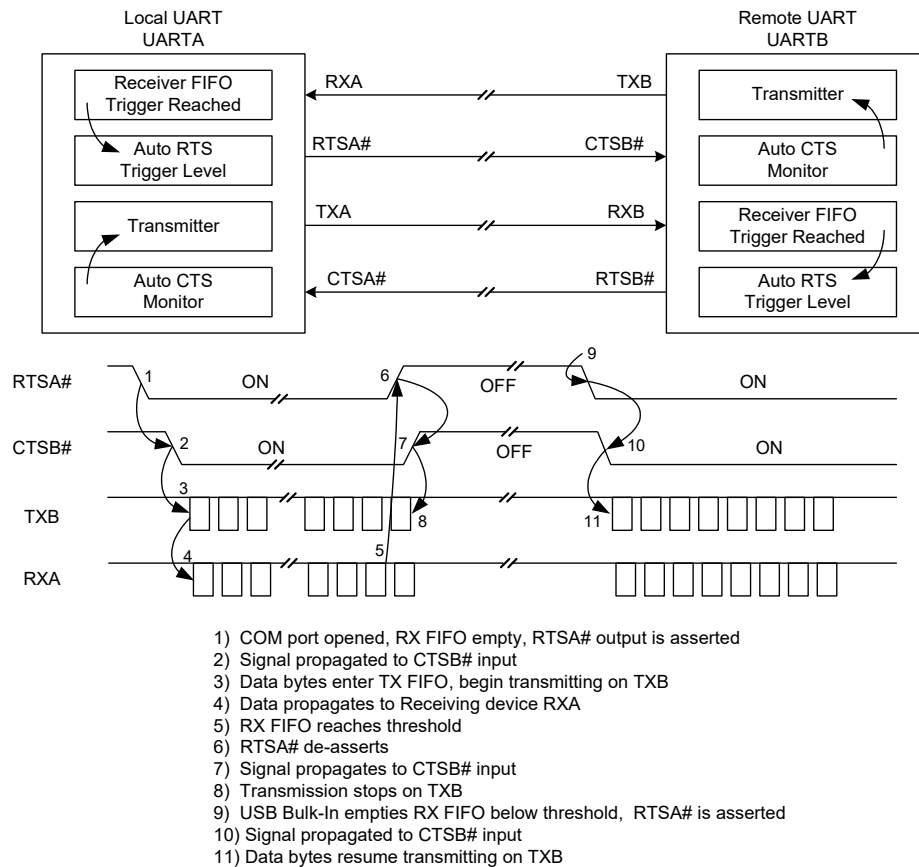 Local UART
UARTA
Remote UART
UARTB
Receiver FIFO
Trigger Reached
Auto RTS
Trigger Level
Transmitter
Auto CTS
Monitor
RXA
TXB
RTSA#
CTSB#
TXA
RXB
CTSA#
RTSB#
Transmitter
Auto CTS
Monitor
Receiver FIFO
Trigger Reached
Auto RTS
Trigger Level
RTSA#
1
ON
6
OFF
9
ON
CTSB#
2
ON
7
OFF
10
ON
TXB
3
8
11
RXA
4
5
1) COM port opened, RX FIFO empty, RTSA# output is asserted
2) Signal propagated to CTSB# input
3) Data bytes enter TX FIFO, begin transmitting on TXB
4) Data propagates to Receiving device RXA
5) RX FIFO reaches threshold
6) RTSA# de-asserts
7) Signal propagates to CTSB# input
8) Transmission stops on TXB
9) USB Bulk-In empties RX FIFO below threshold, RTSA# is asserted
10) Signal propagated to CTSB# input
11) Data bytes resume transmitting on TXB